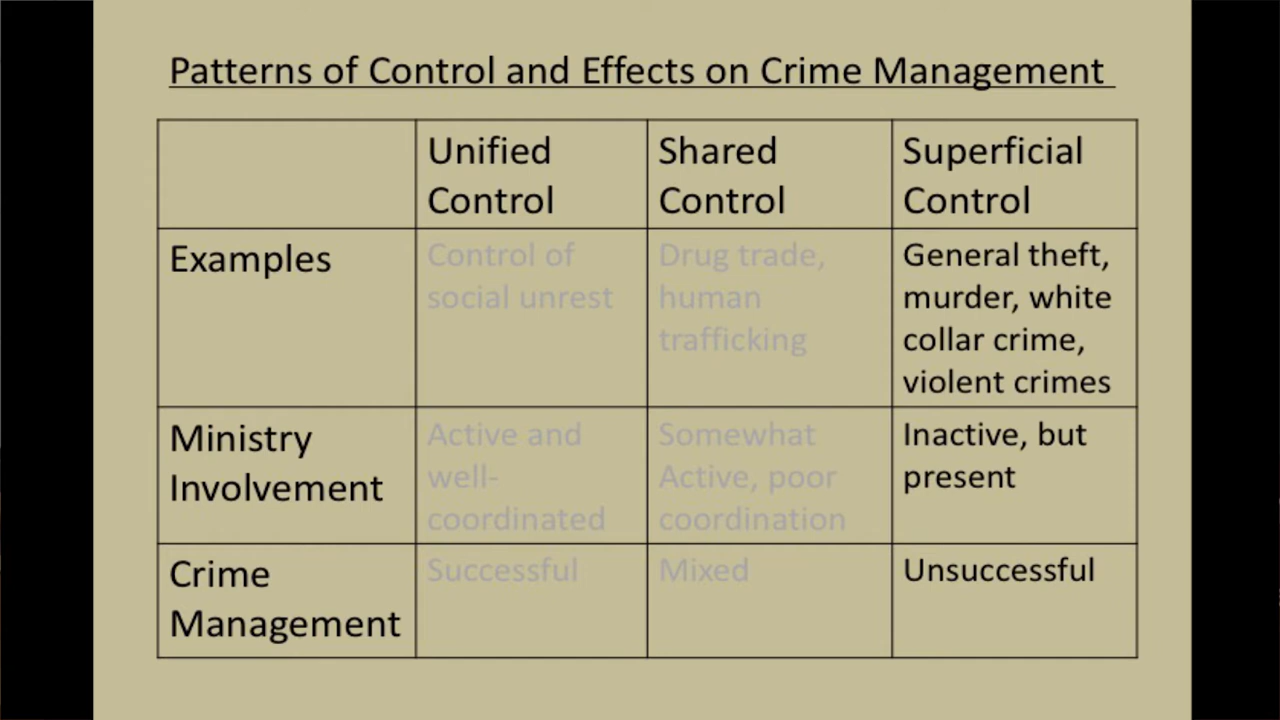 Patterns of Control and Effects on Crime Management
Unified
Control
Shared
Control
Superficial
Control
Examples
Control of
social unrest
Drug trade,
human
trafficking
General theft,
murder, white
collar crime,
violent crimes
Ministry
Involvement
Active and
well-
coordinated
Somewhat
Active, poor
coordination
Inactive, but
present
Crime
Management
Successful
Mixed
Unsuccessful